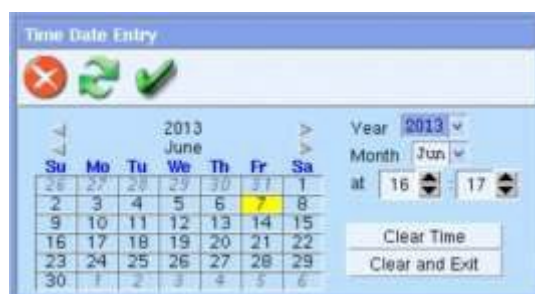 Time Date Entry
2013
June
Su Mo Tu We Th Fr Sa
26 27 28 29 30 31 1
2 3 4 5 6 7 8
9 10 11 12 13 14 15
16 17 18 19 20 21 22
23 24 25 26 27 28 29
30 1 2 3 4 5 6
Year 2013
Month Jun
at 16 : 17
Clear Time
Clear and Exit